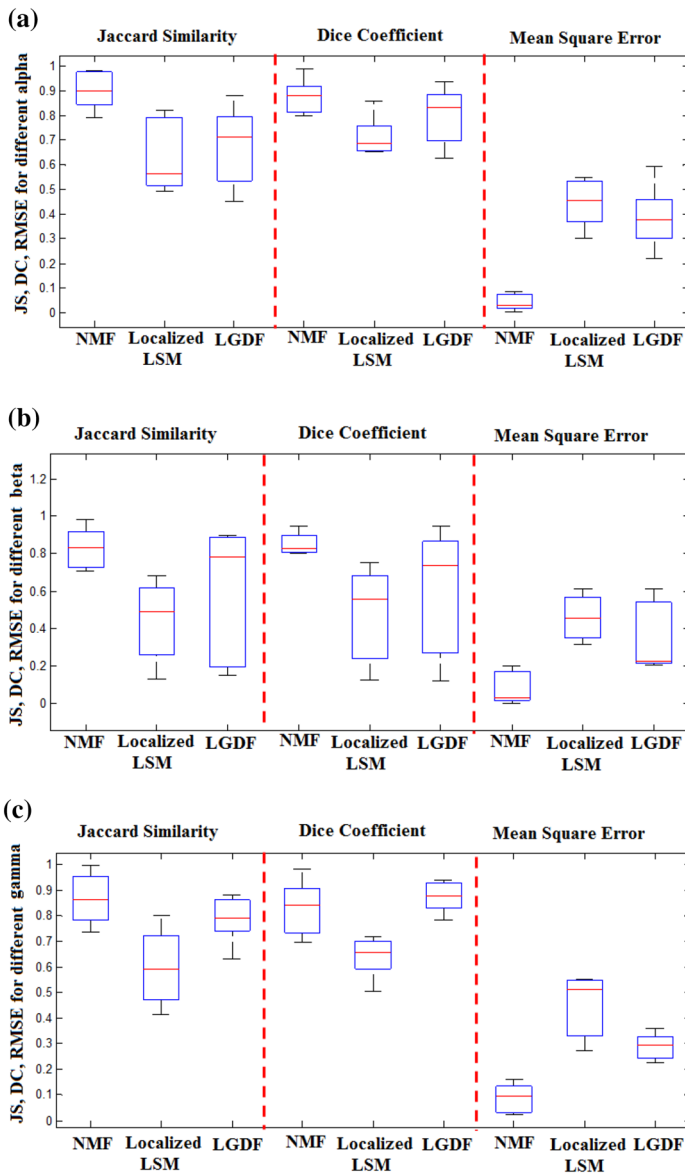 (a)
Jaccard Similarity Dice Coefficient Mean Square Error
JS, DC, RMSE for different alpha
1
0.9
0.8
0.7
0.6
0.5
0.4
0.3
0.2
0.1
0
NMF Localized LGDF NMF Localized LGDF NMF Localized LGDF
LSM LSM LSM
(b)
Jaccard Similarity Dice Coefficient Mean Square Error
JS, DC, RMSE for different beta
1.2
1
0.8
0.6
0.4
0.2
0
NMF Localized LGDF NMF Localized LGDF NMF Localized LGDF
LSM LSM LSM
(c)
Jaccard Similarity Dice Coefficient Mean Square Error
JS, DC, RMSE for different gamma
1
0.9
0.8
0.7
0.6
0.5
0.4
0.3
0.2
0.1
0
NMF Localized LGDF NMF Localized LGDF NMF Localized LGDF
LSM LSM LSM